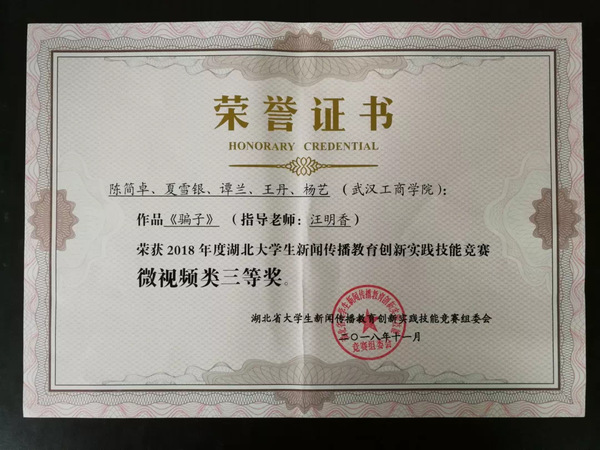 荣誉证书
HONORARY CREDENTIAL
陈简卓、夏雪银、谭兰、王丹、杨艺（武汉工商学院）：
作品《骗子》（指导老师：汪明香）
荣获2018年度湖北大学生新闻传播教育创新实践技能竞赛
微视频类三等奖。
湖北省大学生新闻传播教育创新实践技能竞赛组委会
二〇一八年十一月
竞赛组委会